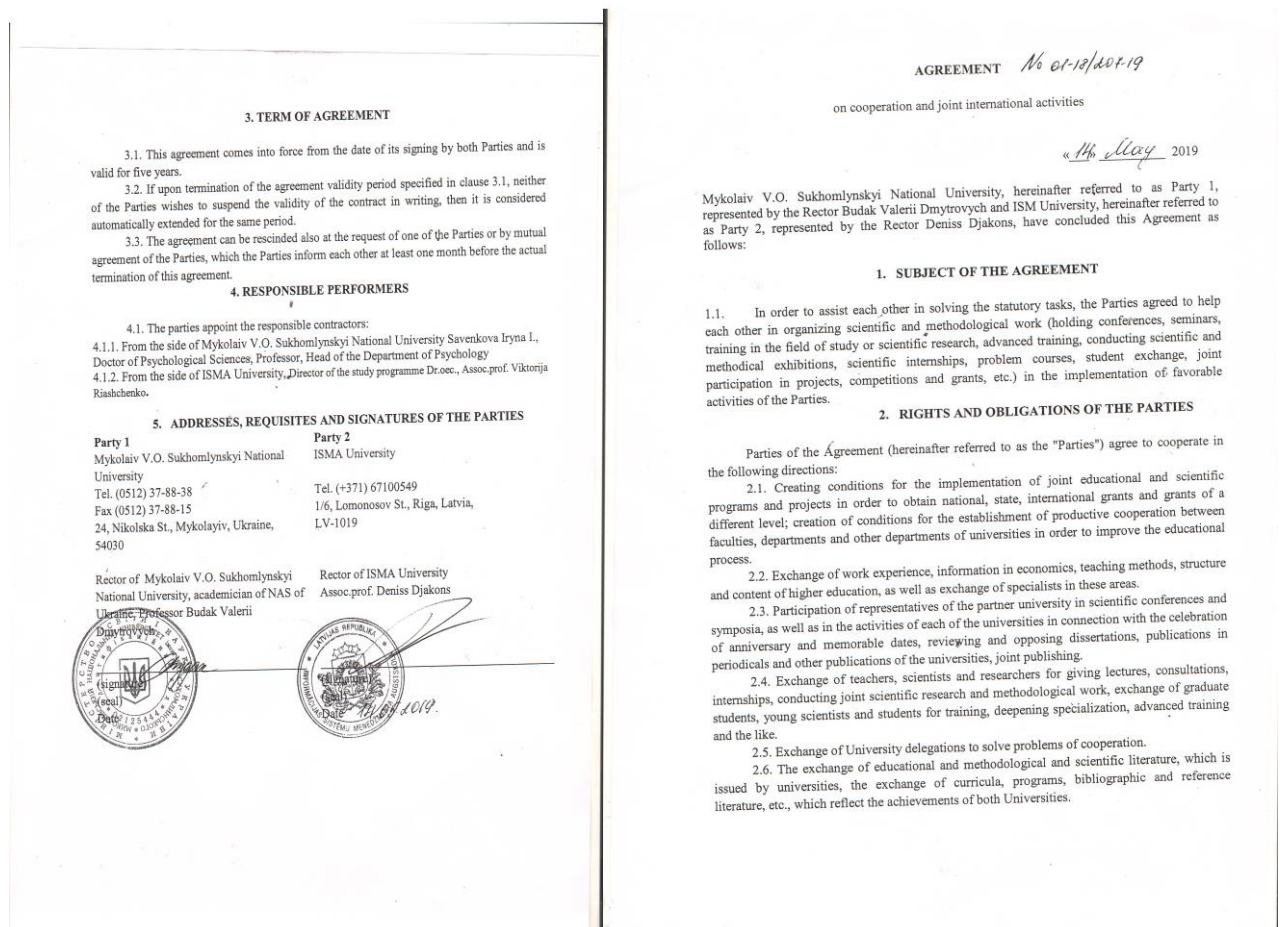 3. TERM OF AGREEMENT
3.1. This agreement comes into force from the date of its signing by both Parties and is
valid for five years.
3.2. If upon termination of the agreement validity period specified in clause 3.1, neither
of the Parties wishes to suspend the validity of the contract in writing, then it is considered
automatically extended for the same period.
3.3. The agreement can be rescinded also at the request of one of the Parties or by mutual
agreement of the Parties, which the Parties inform each other at least one month before the actual
termination of this agreement.
4. RESPONSIBLE PERFORMERS
4.1. The parties appoint the responsible contractors:
4.1.1. From the side of Mykolaiv V.O. Sukhomlynskyi National University Savenkova Iryna I.,
Doctor of Psychological Sciences, Professor, Head of the Department of Psychology
4.1.2. From the side of ISMA University, Director of the study programme Dr.oec., Assoc.prof. Viktorija
Riashchenko.
5. ADDRESSES, REQUISITES AND SIGNATURES OF THE PARTIES
Party 1
Mykolaiv V.O. Sukhomlynskyi National
University
Tel. (0512) 37-88-38
Fax (0512) 37-88-15
24, Nikolska St., Mykolayiv, Ukraine,
54030
Party 2
ISMA University
Tel. (+371) 67100549
1/6, Lomonosov St., Riga, Latvia,
LV-1019
Rector of Mykolaiv V.O. Sukhomlynskyi
National University, academician of NAS of
Ukraine, Professor Budak Valerii
Dmytrovych
(signature)
(seal)
Date
Rector of ISMA University
Assoc.prof. Deniss Djakons
(signature)
(seal)
Date
LATVIJAS REPUBLIKA
AGREEMENT
on cooperation and joint international activities
« 14 » May 2019
Mykolaiv V.O. Sukhomlynskyi National University, hereinafter referred to as Party 1,
represented by the Rector Budak Valerii Dmytrovych and ISM University, hereinafter referred to
as Party 2, represented by the Rector Deniss Djakons, have concluded this Agreement as
follows:
1. SUBJECT OF THE AGREEMENT
1.1. In order to assist each other in solving the statutory tasks, the Parties agreed to help
each other in organizing scientific and methodological work (holding conferences, seminars,
training in the field of study or scientific research, advanced training, conducting scientific and
methodical exhibitions, scientific internships, problem courses, student exchange, joint
participation in projects, competitions and grants, etc.) in the implementation of favorable
activities of the Parties.
2. RIGHTS AND OBLIGATIONS OF THE PARTIES
Parties of the Agreement (hereinafter referred to as the "Parties") agree to cooperate in
the following directions:
2.1. Creating conditions for the implementation of joint educational and scientific
programs and projects in order to obtain national, state, international grants and grants of a
different level; creation of conditions for the establishment of productive cooperation between
faculties, departments and other departments of universities in order to improve the educational
process.
2.2. Exchange of work experience, information in economics, teaching methods, structure
and content of higher education, as well as exchange of specialists in these areas.
2.3. Participation of representatives of the partner university in scientific conferences and
symposia, as well as in the activities of each of the universities in connection with the celebration
of anniversary and memorable dates, reviewing and opposing dissertations, publications in
periodicals and other publications of the universities, joint publishing.
2.4. Exchange of teachers, scientists and researchers for giving lectures, consultations,
internships, conducting joint scientific research and methodological work, exchange of graduate
students, young scientists and students for training, deepening specialization, advanced training
and the like.
2.5. Exchange of University delegations to solve problems of cooperation.
2.6. The exchange of educational and methodological and scientific literature, which is
issued by universities, the exchange of curricula, programs, bibliographic and reference
literature, etc., which reflect the achievements of both Universities.